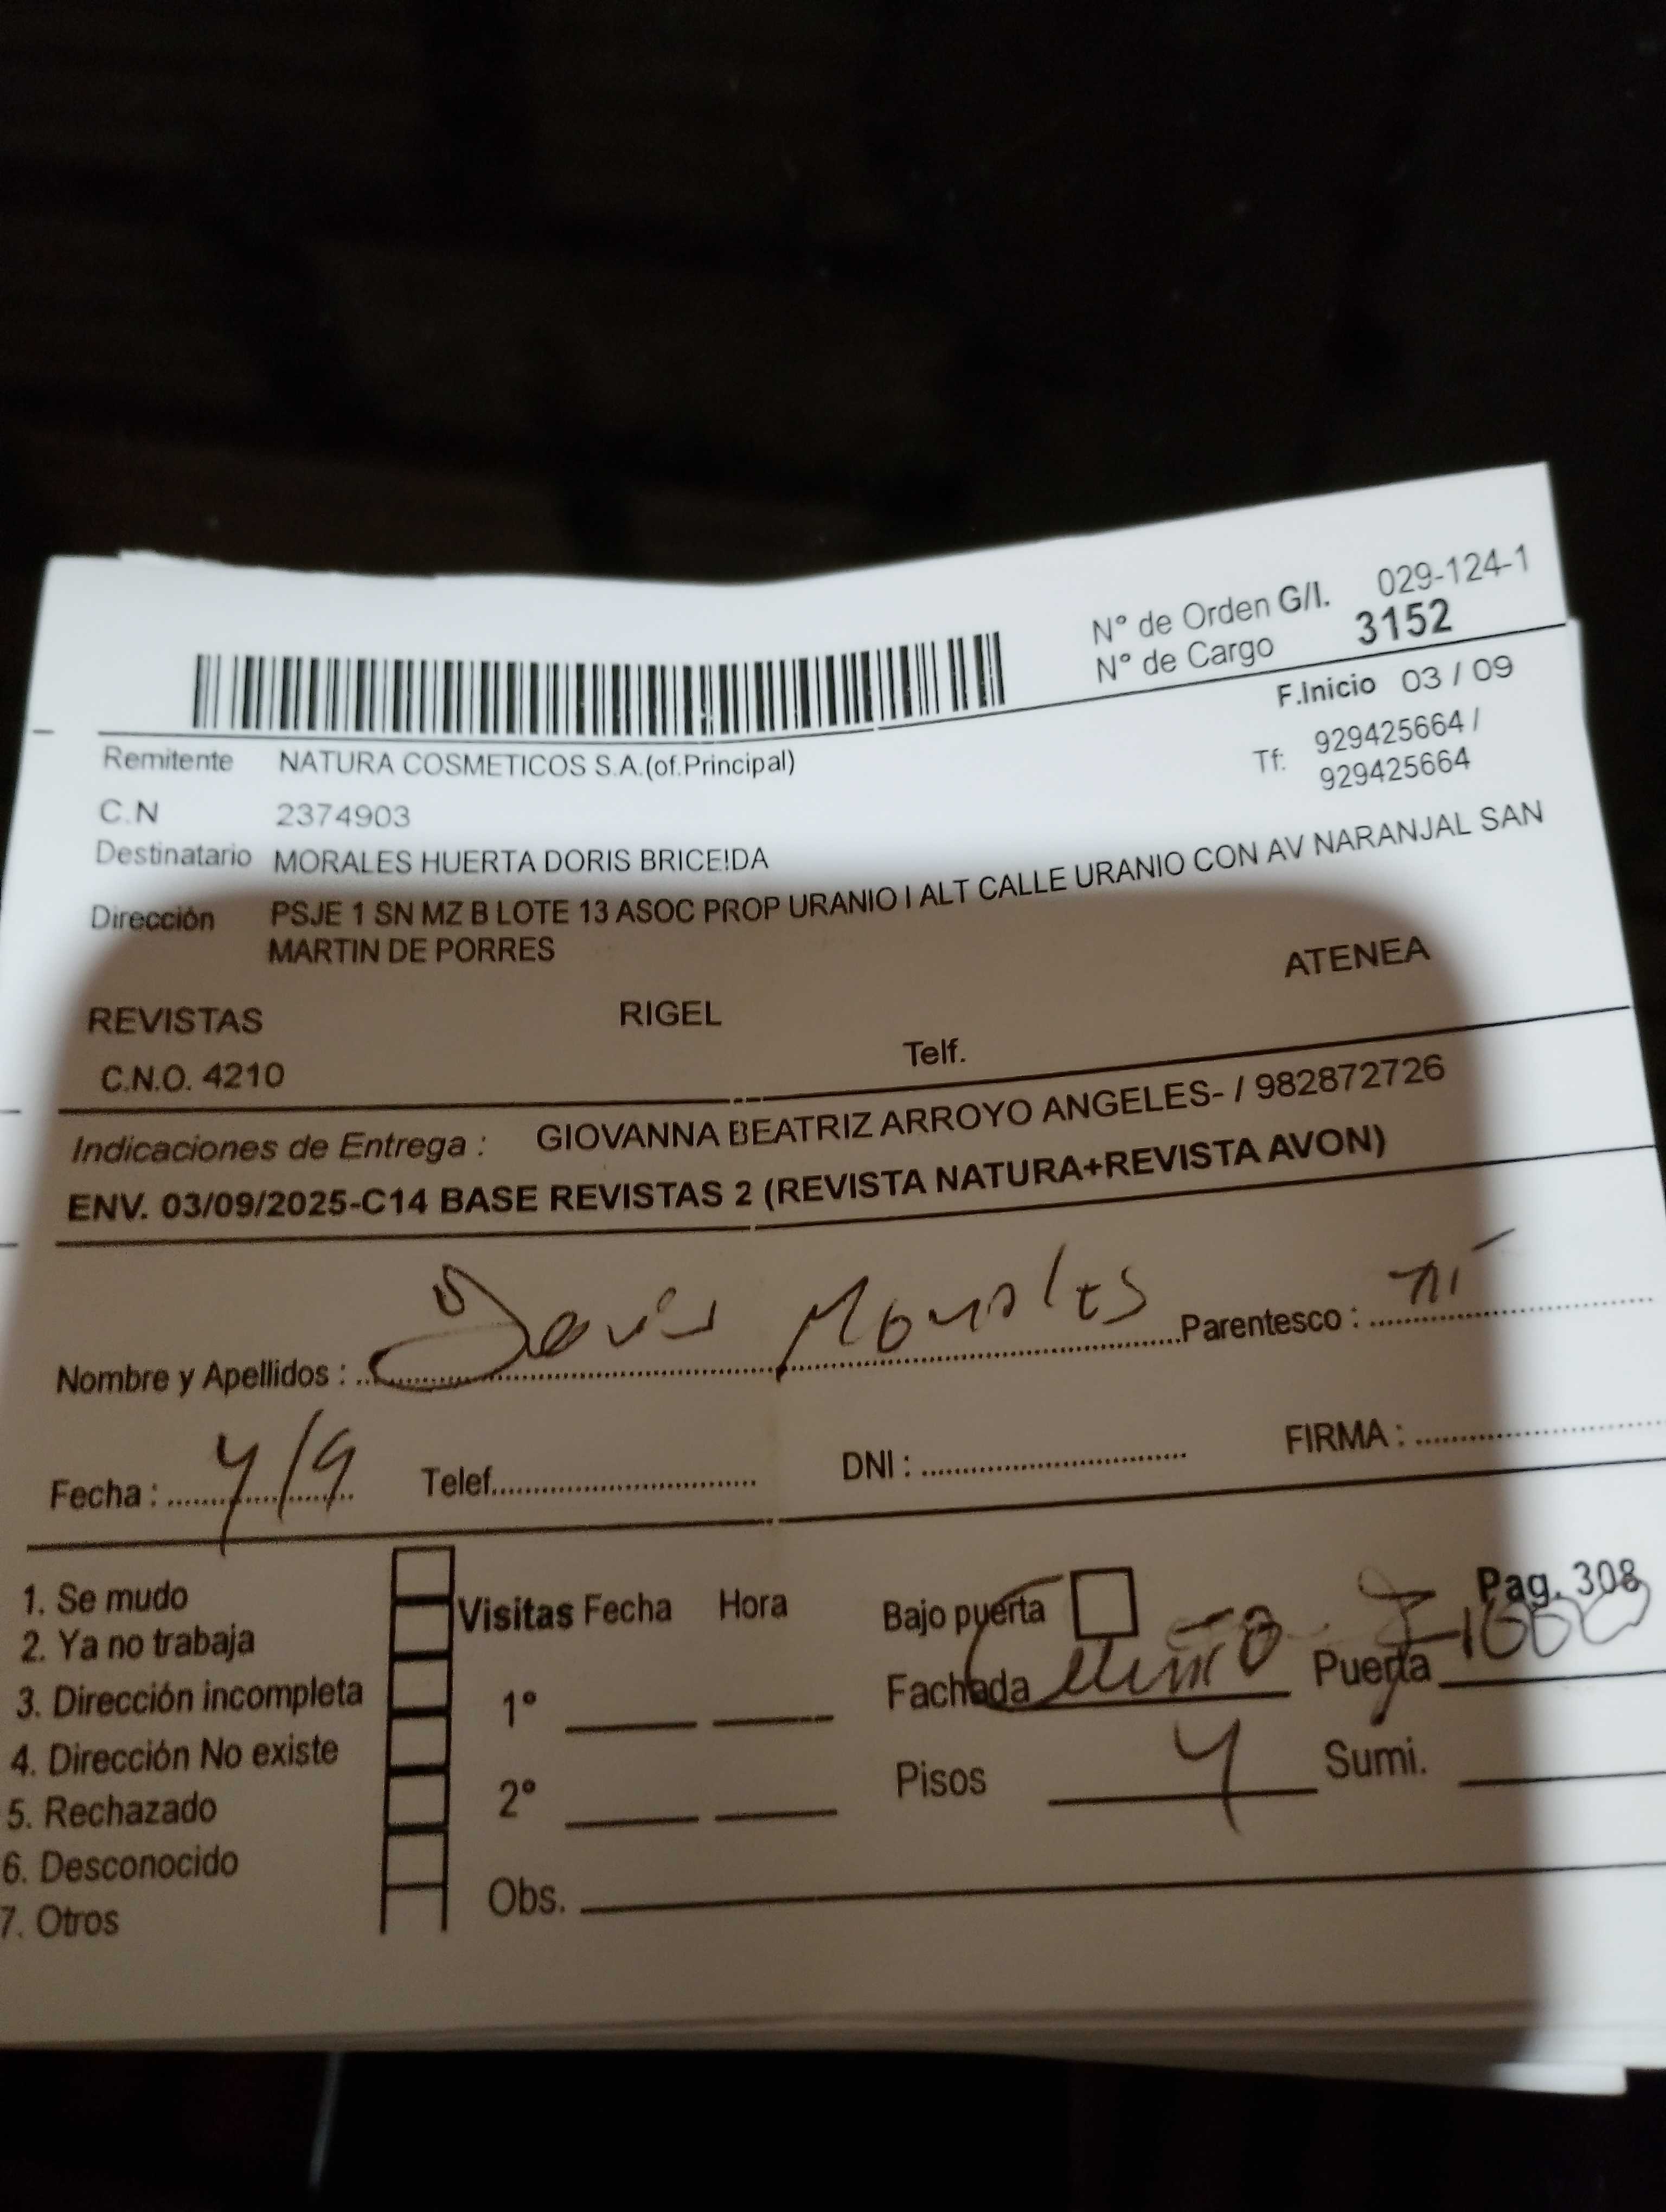 N° de Orden G/I. 029-124-1
N° de Cargo 3152
F.Inicio 03 / 09
Remitente NATURA COSMETICOS S.A.(of.Principal)
Tf: 929425664 /
929425664
C.N 2374903
Destinatario MORALES HUERTA DORIS BRICEIDA
Dirección PSJE 1 SN MZ B LOTE 13 ASOC PROP URANIO I ALT CALLE URANIO CON AV NARANJAL SAN
MARTIN DE PORRES
REVISTAS RIGEL ATENEA
C.N.O. 4210 Telf.
Indicaciones de Entrega : GIOVANNA BEATRIZ ARROYO ANGELES- / 982872726
ENV. 03/09/2025-C14 BASE REVISTAS 2 (REVISTA NATURA+REVISTA AVON)
Nombre y Apellidos : Morales Parentesco :
Fecha : 4/9 Telef. DNI : FIRMA :
Pag. 308
1. Se mudo
2. Ya no trabaja
3. Dirección incompleta
4. Dirección No existe
5. Rechazado
6. Desconocido
7. Otros
Visitas Fecha Hora
1°
2°
Obs.
Bajo puerta
Fachada Puerta
Pisos 4 Sumi.